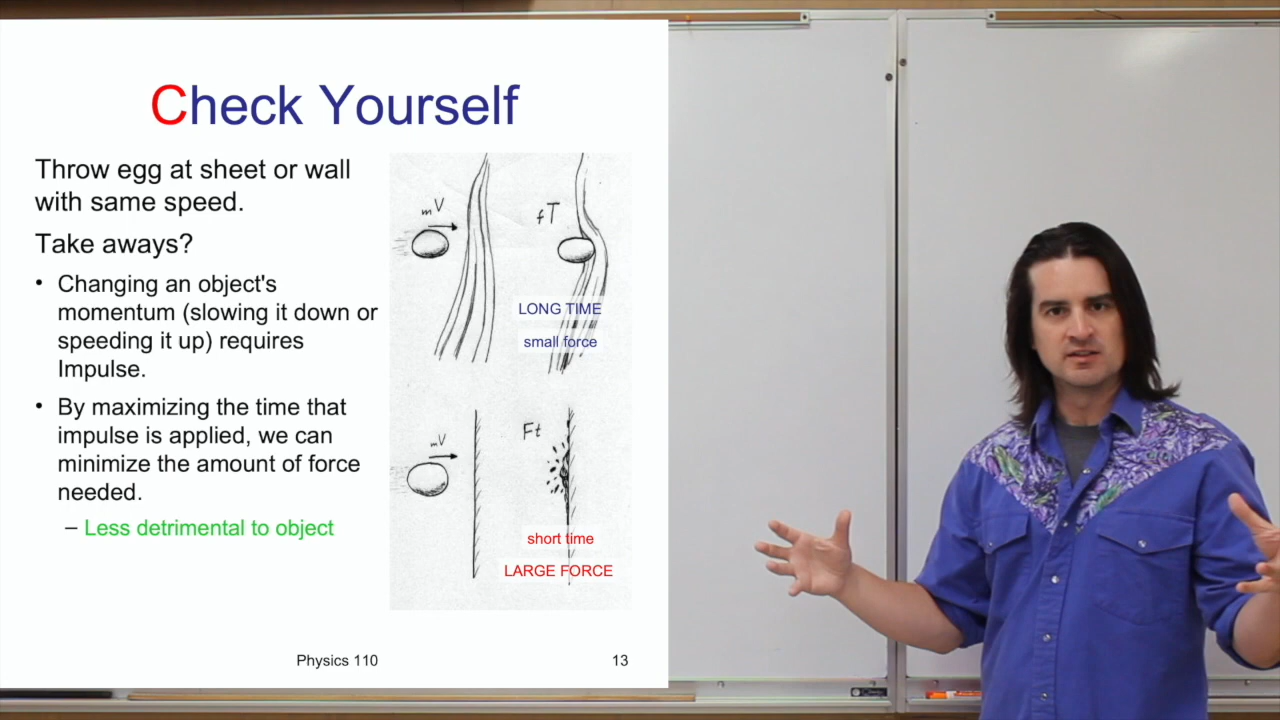 Check Yourself
Throw egg at sheet or wall
with same speed.
Take aways?
• Changing an object's
momentum (slowing it down or
speeding it up) requires
Impulse.
• By maximizing the time that
impulse is applied, we can
minimize the amount of force
needed.
– Less detrimental to object
mV
fT
LONG TIME
small force
mV
Ft
short time
LARGE FORCE
Physics 110
13